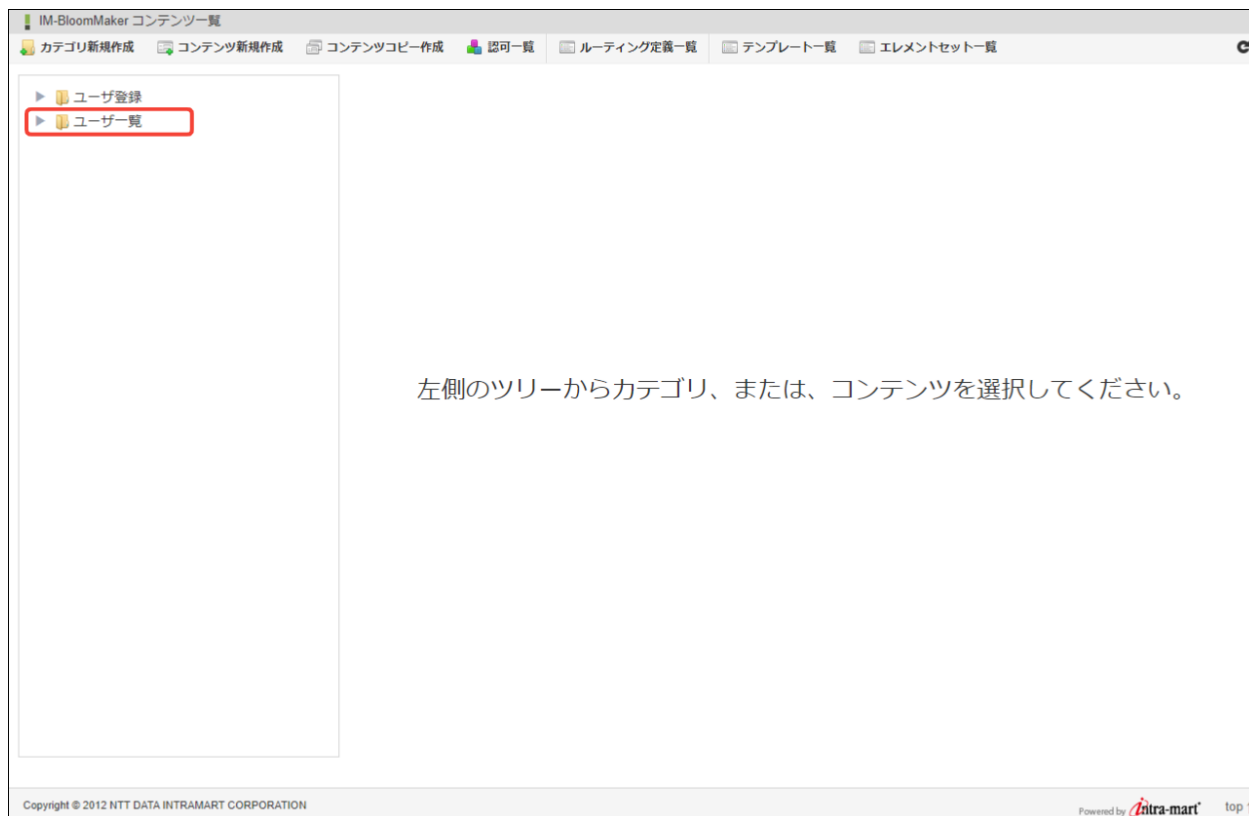 IM-BloomMaker コンテンツ一覧
カテゴリ新規作成 コンテンツ新規作成 コンテンツコピー作成 認可一覧 ルーティング定義一覧 テンプレート一覧 エレメントセット一覧
ユーザ登録
ユーザ一覧
左側のツリーからカテゴリ、または、コンテンツを選択してください。
Copyright © 2012 NTT DATA INTRAMART CORPORATION
Powered by intra-mart top